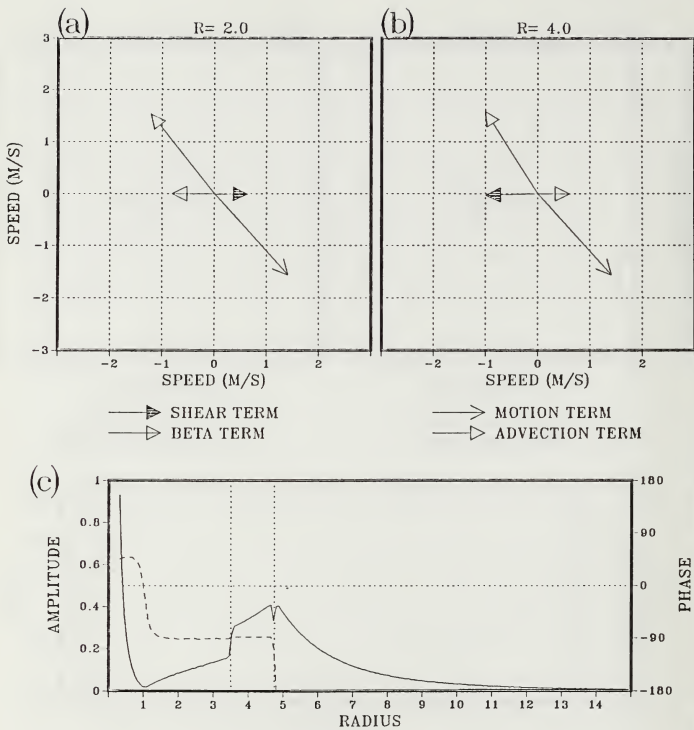 (a) R= 2.0
(b) R= 4.0
3
2
1
0
−1
−2
−3
SPEED (M/S)
−2 −1 0 1 2
−2 −1 0 1 2
SPEED (M/S)
SPEED (M/S)
SHEAR TERM
MOTION TERM
BETA TERM
ADVECTION TERM
(c)
1
0.8
0.6
0.4
0.2
0
AMPLITUDE
180
90
0
−90
−180
PHASE
1 2 3 4 5 6 7 8 9 10 11 12 13 14
RADIUS